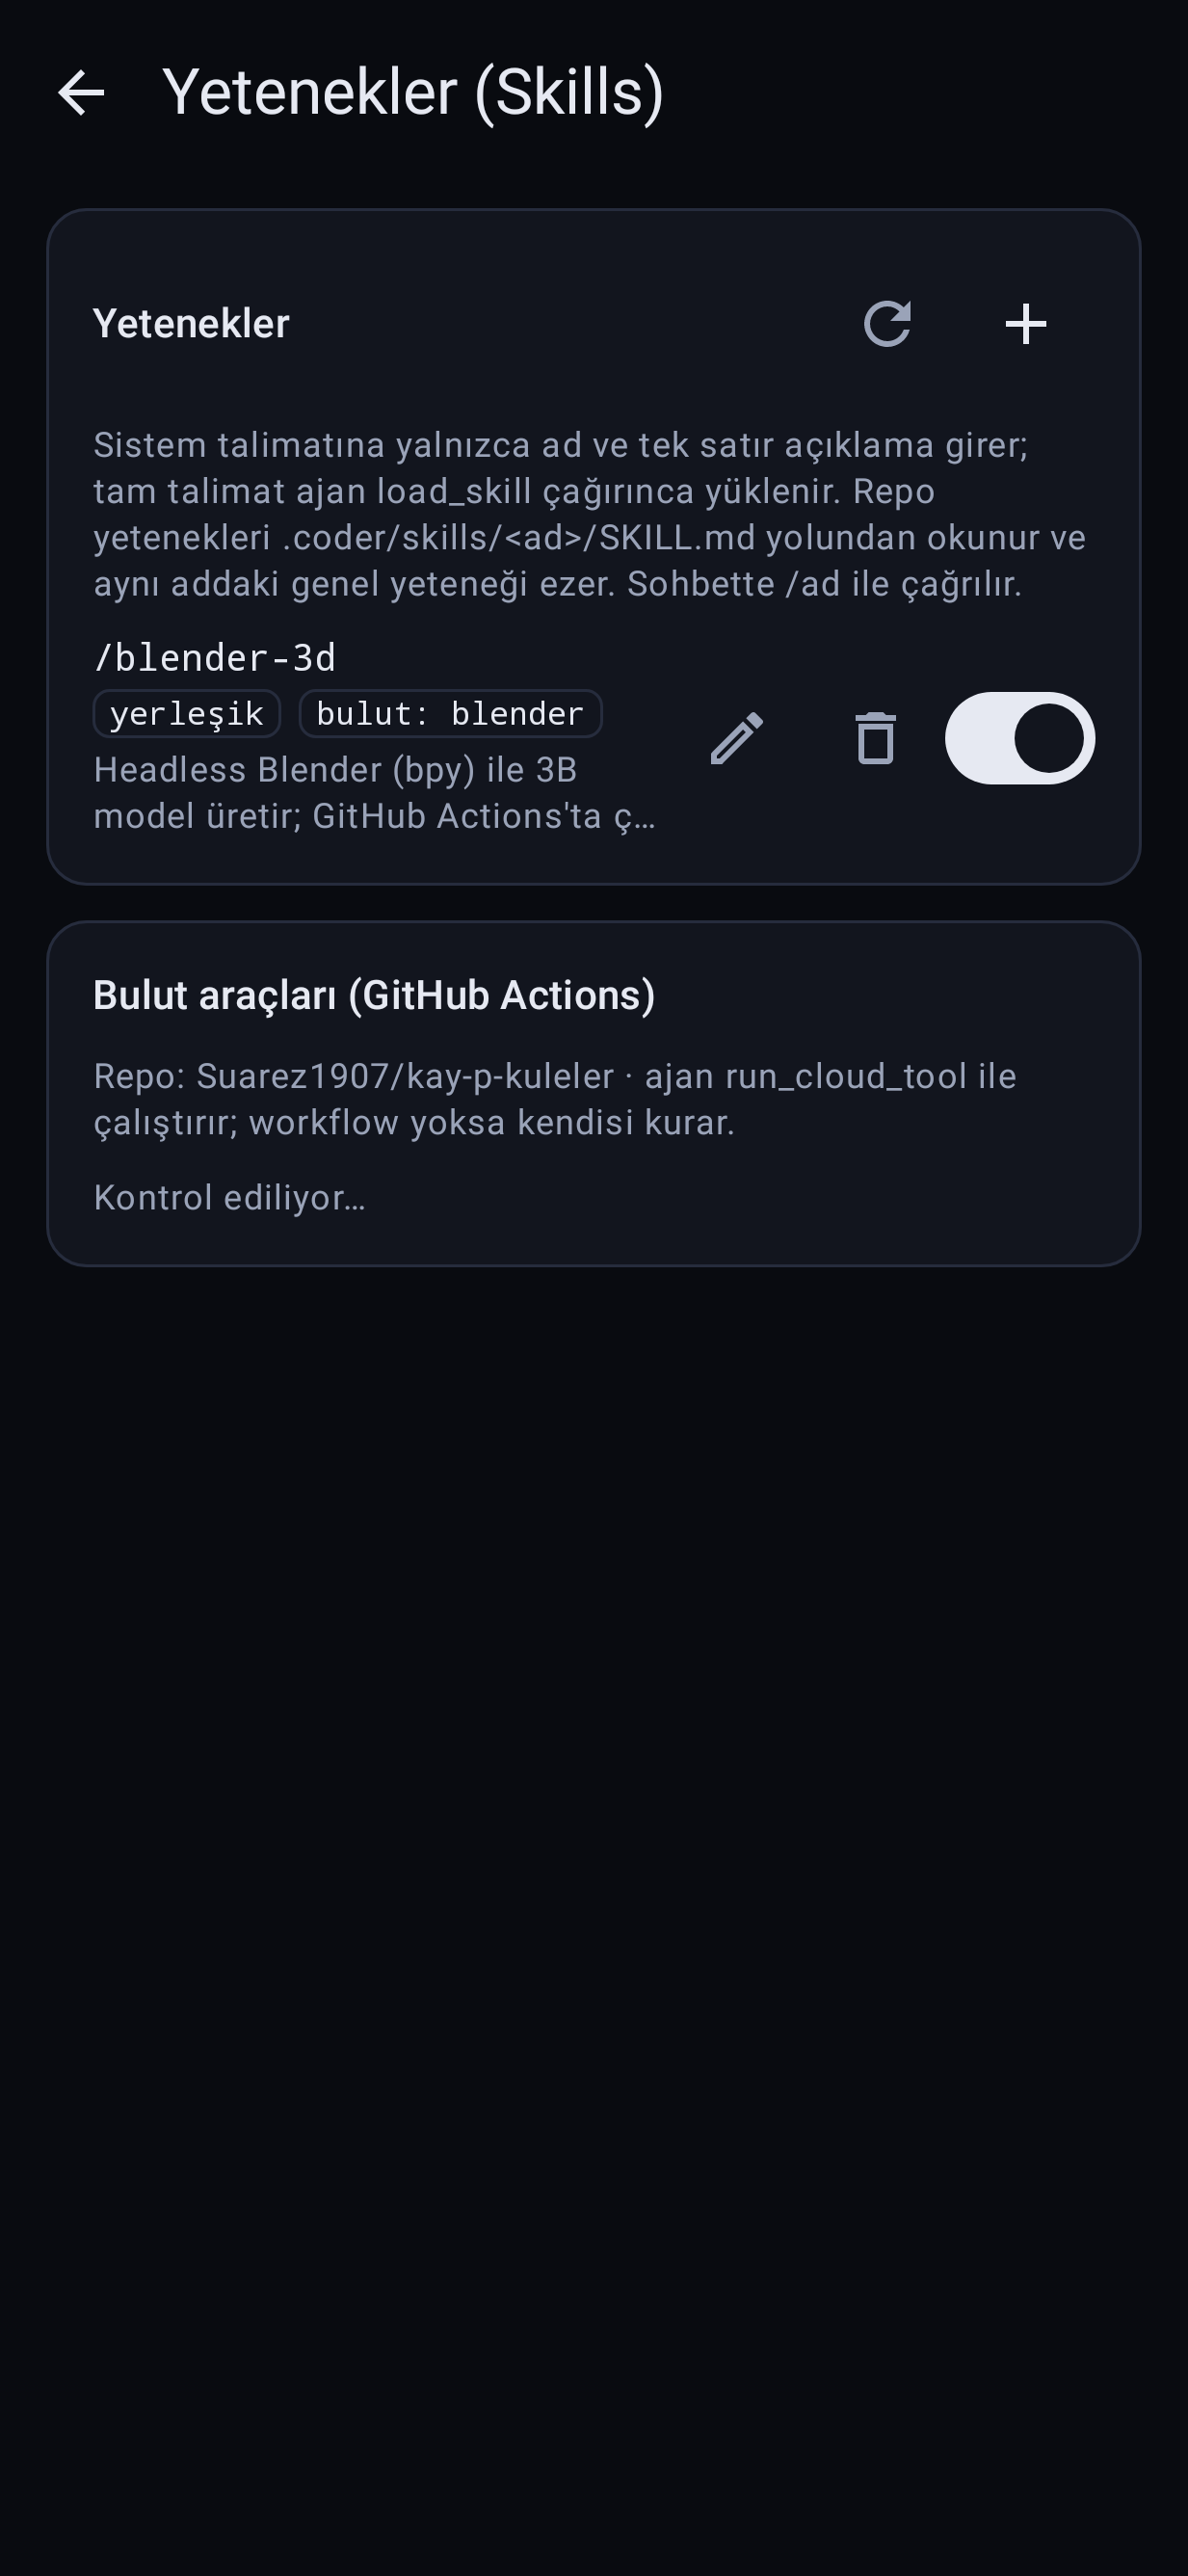 Yetenekler (Skills)
Yetenekler
Sistem talimatına yalnızca ad ve tek satır açıklama girer;
tam talimat ajan load_skill çağırınca yüklenir. Repo
yetenekleri .coder/skills/<ad>/SKILL.md yolundan okunur ve
aynı addaki genel yeteneği ezer. Sohbette /ad ile çağrılır.
/blender-3d
yerleşik bulut: blender
Headless Blender (bpy) ile 3B
model üretir; GitHub Actions'ta ç…
Bulut araçları (GitHub Actions)
Repo: Suarez1907/kay-p-kuleler · ajan run_cloud_tool ile
çalıştırır; workflow yoksa kendisi kurar.
Kontrol ediliyor…